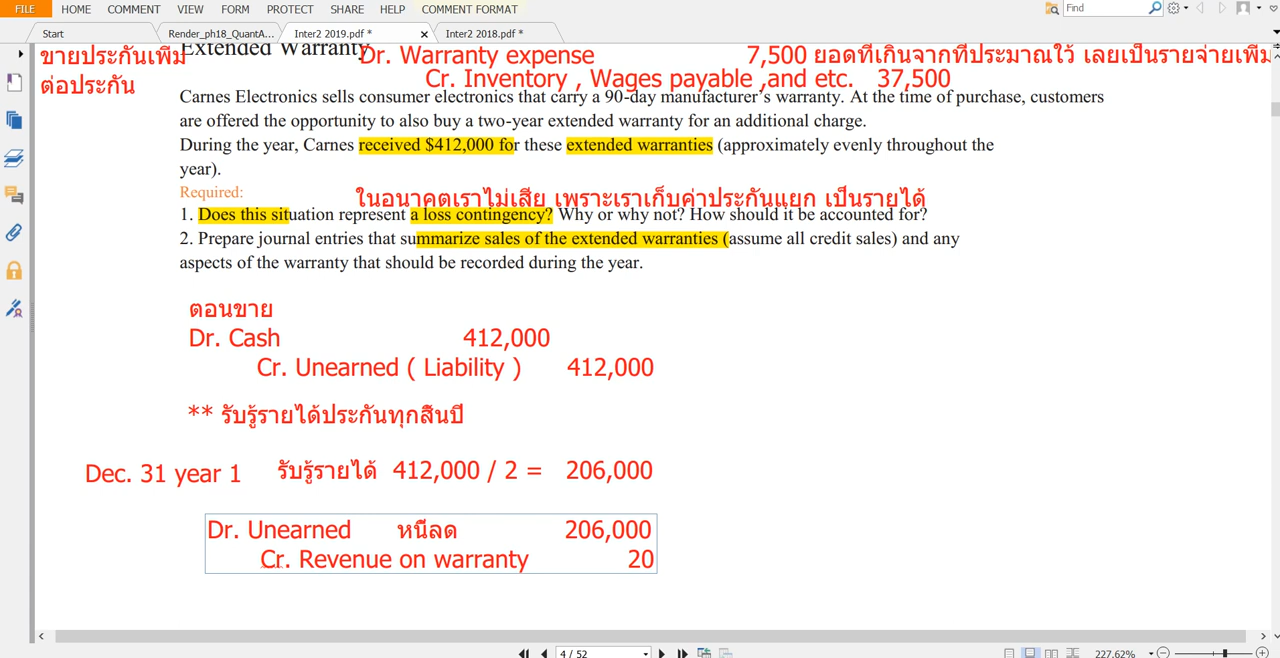 FILE HOME COMMENT VIEW FORM PROTECT SHARE HELP COMMENT FORMAT Find
Start Render_ph18_QuantA... Inter2 2019.pdf * Inter2 2018.pdf *
ขายประกันเพิ่ม Extended Warranty Dr. Warranty expense 7,500 ยอดที่เกินจากที่ประมาณใว้ เลยเป็นรายจ่ายเพิ่ม
ต่อประกัน Cr. Inventory , Wages payable ,and etc. 37,500
Carnes Electronics sells consumer electronics that carry a 90-day manufacturer's warranty. At the time of purchase, customers
are offered the opportunity to also buy a two-year extended warranty for an additional charge.
During the year, Carnes received $412,000 for these extended warranties (approximately evenly throughout the
year).
Required:
ในอนาคตเราไม่เสีย เพราะเราเก็บค่าประกันแยก เป็นรายได้
1. Does this situation represent a loss contingency? Why or why not? How should it be accounted for?
2. Prepare journal entries that summarize sales of the extended warranties (assume all credit sales) and any
aspects of the warranty that should be recorded during the year.
ตอนขาย
Dr. Cash 412,000
Cr. Unearned ( Liability ) 412,000
** รับรู้รายได้ประกันทุกสิ้นปี
Dec. 31 year 1 รับรู้รายได้ 412,000 / 2 = 206,000
Dr. Unearned หนี้ลด 206,000
Cr. Revenue on warranty 20
4 / 52 227.62%